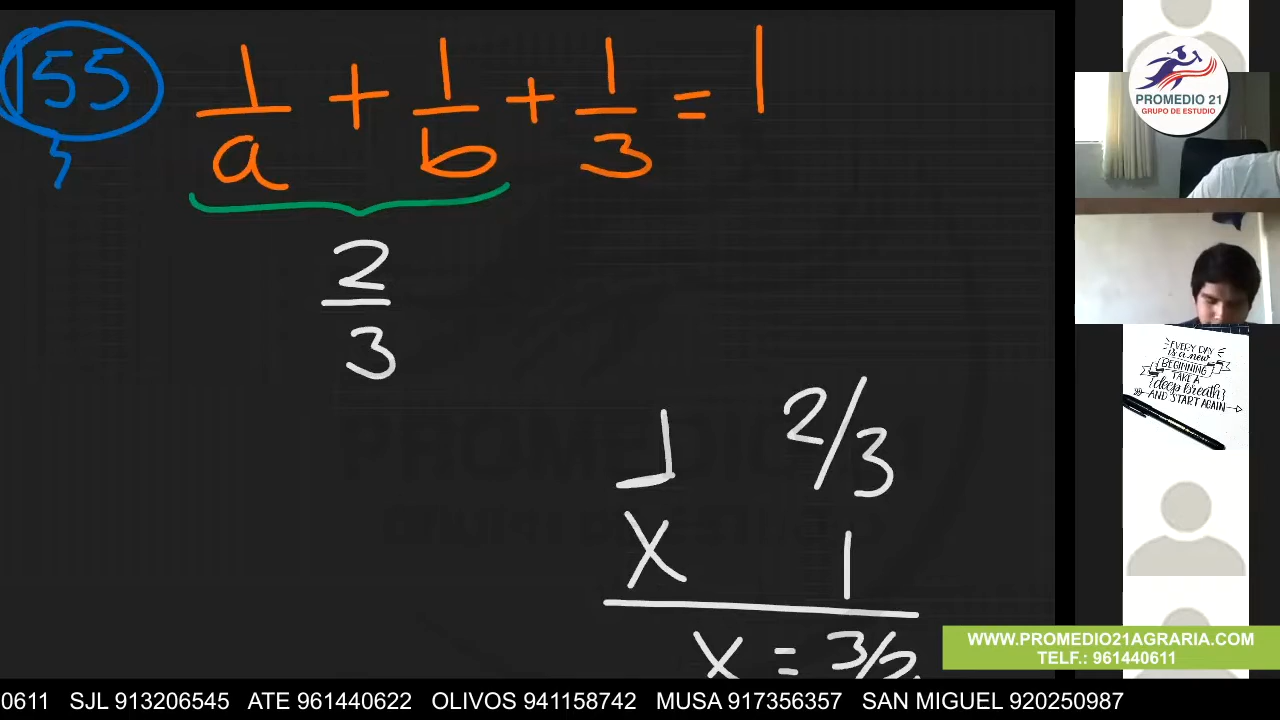 155
1/a + 1/b + 1/3 = 1
2/3
1 2/3
x 1
x = 3/2
PROMEDIO 21
GRUPO DE ESTUDIO
EVERY DAY
is a new
BEGINNING
TAKE A
deep breath
AND START AGAIN
WWW.PROMEDIO21AGRARIA.COM
TELF.: 961440611
0611 SJL 913206545 ATE 961440622 OLIVOS 941158742 MUSA 917356357 SAN MIGUEL 920250987